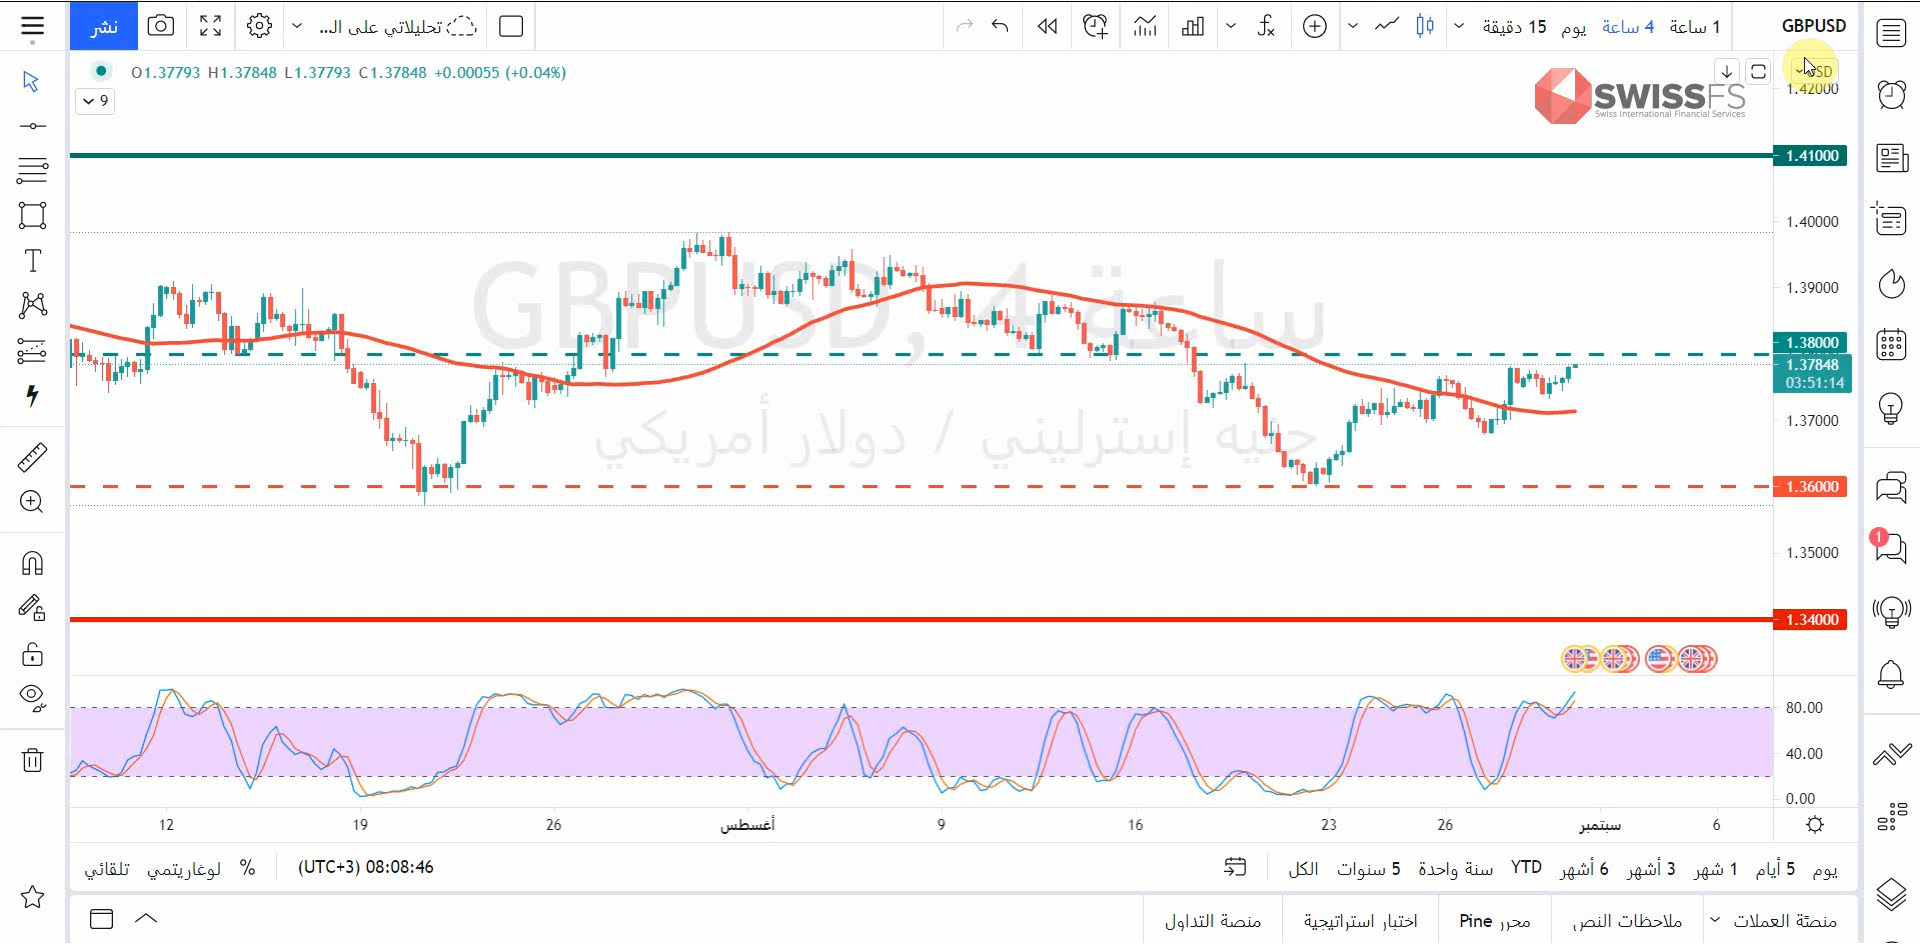 نشر
تحليلاتي على الـ...
15 دقيقة
يوم
4 ساعة
1 ساعة
GBPUSD
O1.37793 H1.37848 L1.37793 C1.37848 +0.00055 (+0.04%)
9
SWISSFS
Swiss International Financial Services
1.42000
1.41000
1.40000
1.39000
1.38000
1.37848
03:51:14
1.37000
1.36000
1.35000
1.34000
GBPUSD, 4 ساعة
جنيه إسترليني / دولار أمريكي
1
80.00
40.00
0.00
12 19 26 أغسطس 9 16 23 26 سبتمبر 6
تلقائي لوغاريتمي %
08:08:46 (UTC+3)
يوم 5 أيام 1 شهر 3 أشهر 6 أشهر YTD سنة واحدة 5 سنوات الكل
منصة العملات ملاحظات النص محرر Pine اختبار استراتيجية منصة التداول